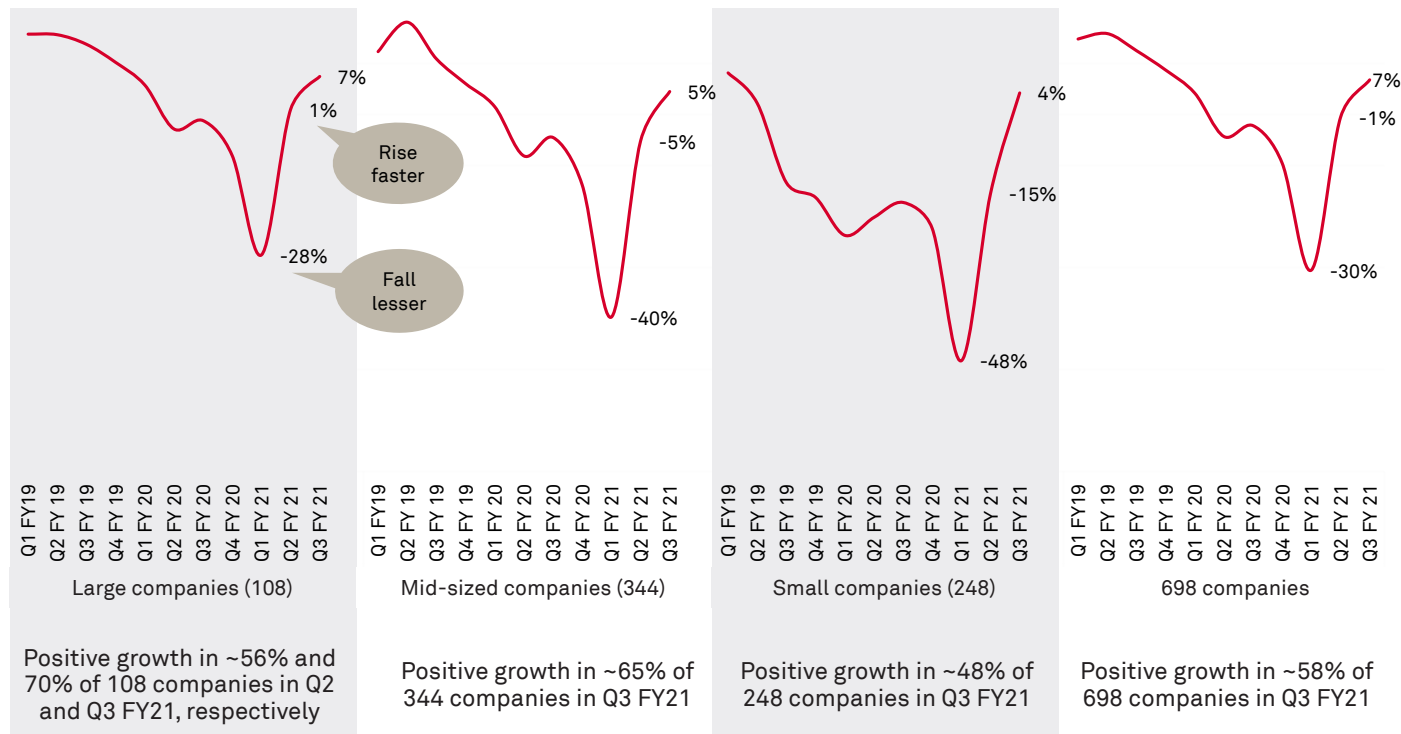 7%
1%
Rise
faster
-28%
Fall
lesser
Q1 FY19
Q2 FY 19
Q3 FY 19
Q4 FY 19
Q1 FY 20
Q2 FY 20
Q3 FY 20
Q4 FY 20
Q1 FY 21
Q2 FY 21
Q3 FY 21
Large companies (108)
Positive growth in ~56% and
70% of 108 companies in Q2
and Q3 FY21, respectively
5%
-5%
-40%
Q1 FY19
Q2 FY 19
Q3 FY 19
Q4 FY 19
Q1 FY 20
Q2 FY 20
Q3 FY 20
Q4 FY 20
Q1 FY 21
Q2 FY 21
Q3 FY 21
Mid-sized companies (344)
Positive growth in ~65% of
344 companies in Q3 FY21
4%
-15%
-48%
Q1 FY19
Q2 FY 19
Q3 FY 19
Q4 FY 19
Q1 FY 20
Q2 FY 20
Q3 FY 20
Q4 FY 20
Q1 FY 21
Q2 FY 21
Q3 FY 21
Small companies (248)
Positive growth in ~48% of
248 companies in Q3 FY21
7%
-1%
-30%
Q1 FY19
Q2 FY 19
Q3 FY 19
Q4 FY 19
Q1 FY 20
Q2 FY 20
Q3 FY 20
Q4 FY 20
Q1 FY 21
Q2 FY 21
Q3 FY 21
698 companies
Positive growth in ~58% of
698 companies in Q3 FY21